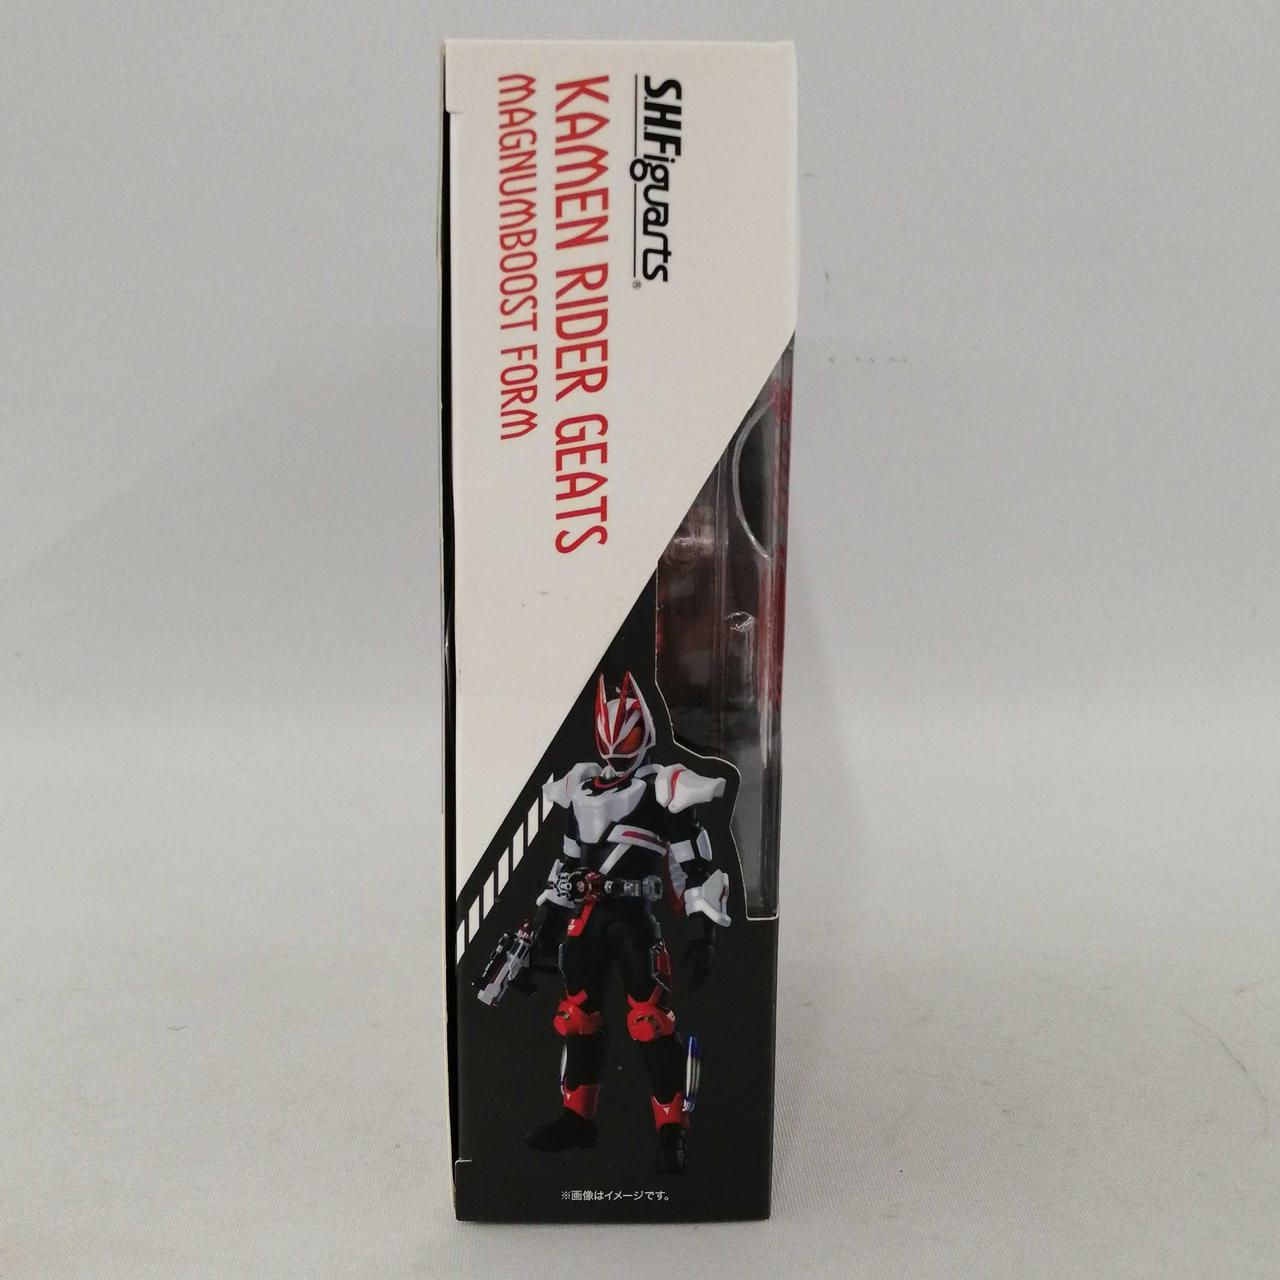 S.H.Figuarts®
KAMEN RIDER GEATS
MAGNUMBOOST FORM
※画像はイメージです。